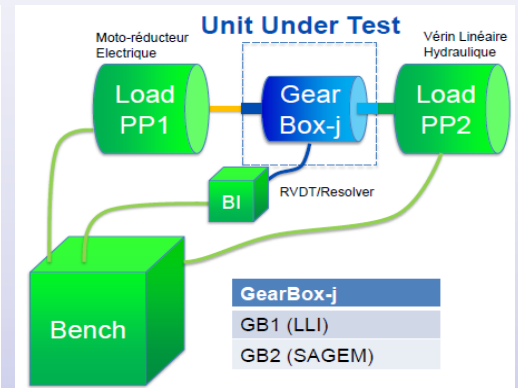 Unit Under Test
Moto-réducteur
Electrique
Vérin Linéaire
Hydraulique
Load
PP1
Gear
Box-j
Load
PP2
BI
RVDT/Resolver
Bench
GearBox-j
GB1 (LLI)
GB2 (SAGEM)